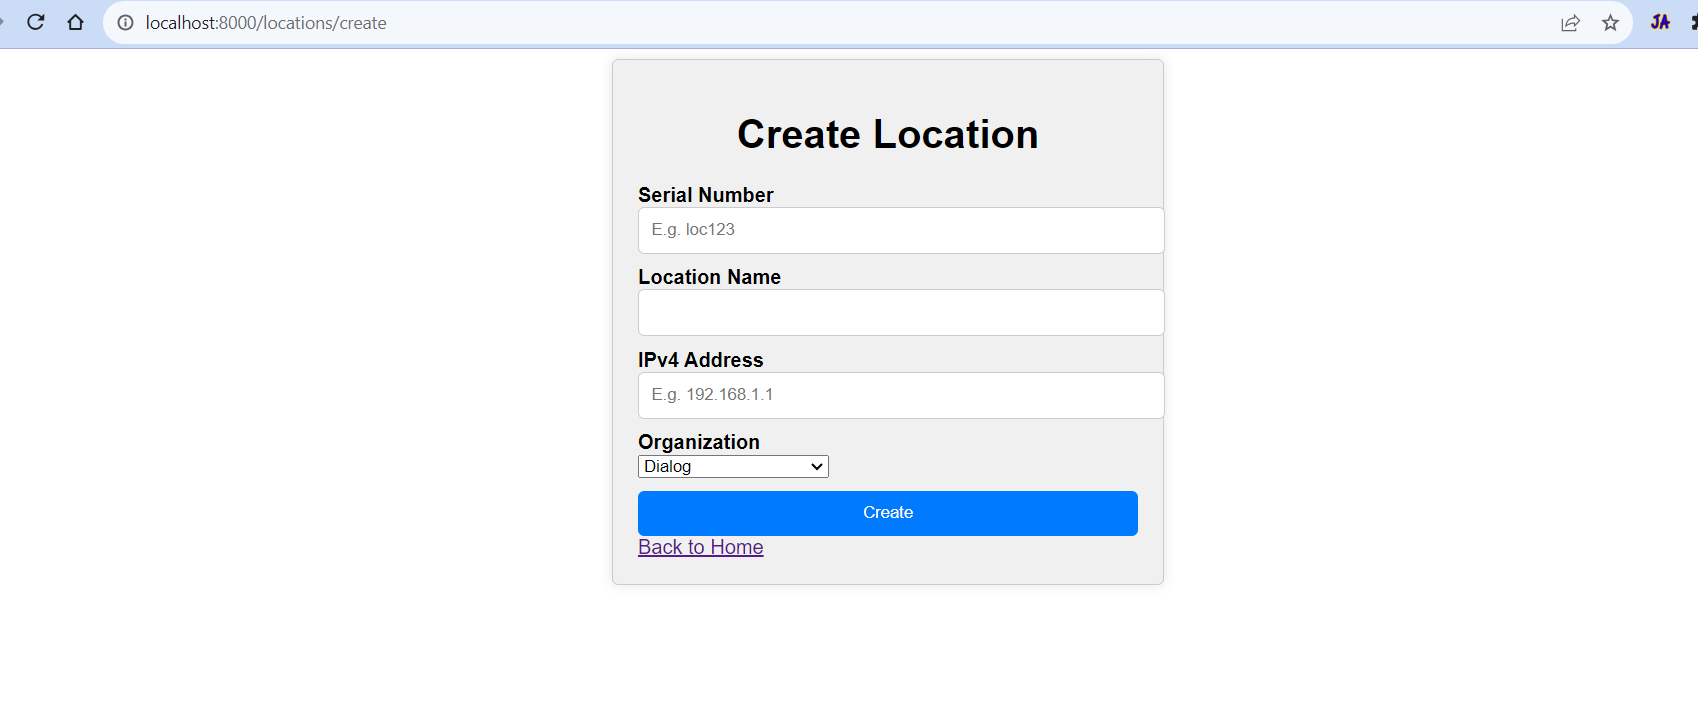 localhost:8000/locations/create
JA
Create Location
Serial Number
E.g. loc123
Location Name
IPv4 Address
E.g. 192.168.1.1
Organization
Dialog
Create
Back to Home